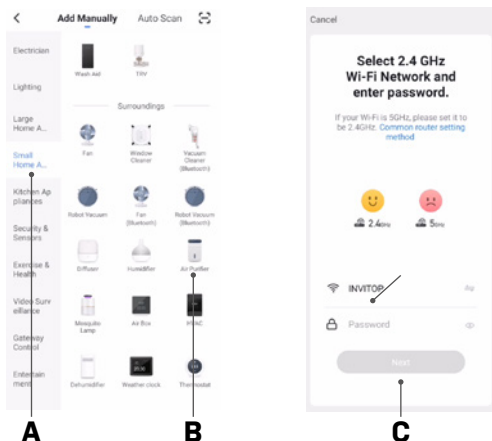 Add Manually Auto Scan
Electrician
Lighting
Large
Home A...
Small
Home A...
Kitchen Ap
pliances
Security &
Sensors
Exercise &
Health
Video Surv
eillance
Gateway
Control
Entertain
ment
Wash Aid
TRV
Surroundings
Fan
Window
Cleaner
Vacuum
Cleaner
(Bluetooth)
Robot Vacuum
Fan
(Bluetooth)
Robot Vacuum
(Bluetooth)
Diffuser
Humidifier
Air Purifier
Mosquito
Lamp
Air Box
HVAC
Dehumidifier
Weather clock
Thermostat
A
B
Cancel
Select 2.4 GHz
Wi-Fi Network and
enter password.
If your Wi-Fi is 5GHz, please set it to
be 2.4GHz. Common router setting
method
2.4GHz
5GHz
INVITOP
Password
Next
C